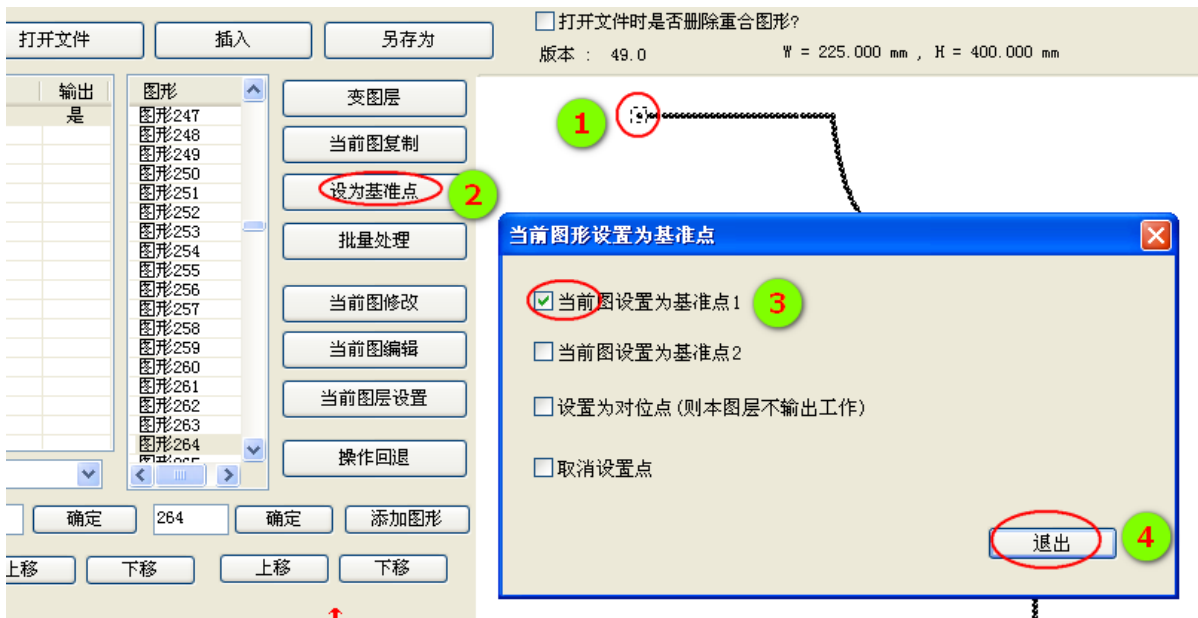 打开文件
插入
另存为
打开文件时是否删除重合图形?
版本 : 49.0
W = 225.000 mm , H = 400.000 mm
输出
是
图形
图形247
图形248
图形249
图形250
图形251
图形252
图形253
图形254
图形255
图形256
图形257
图形258
图形259
图形260
图形261
图形262
图形263
图形264
变图层
当前图复制
设为基准点
批量处理
当前图修改
当前图编辑
当前图层设置
操作回退
1
2
当前图形设置为基准点
当前图设置为基准点1
3
当前图设置为基准点2
设置为对位点(则本图层不输出工作)
取消设置点
退出
4
确定
264
确定
添加图形
上移
下移
上移
下移